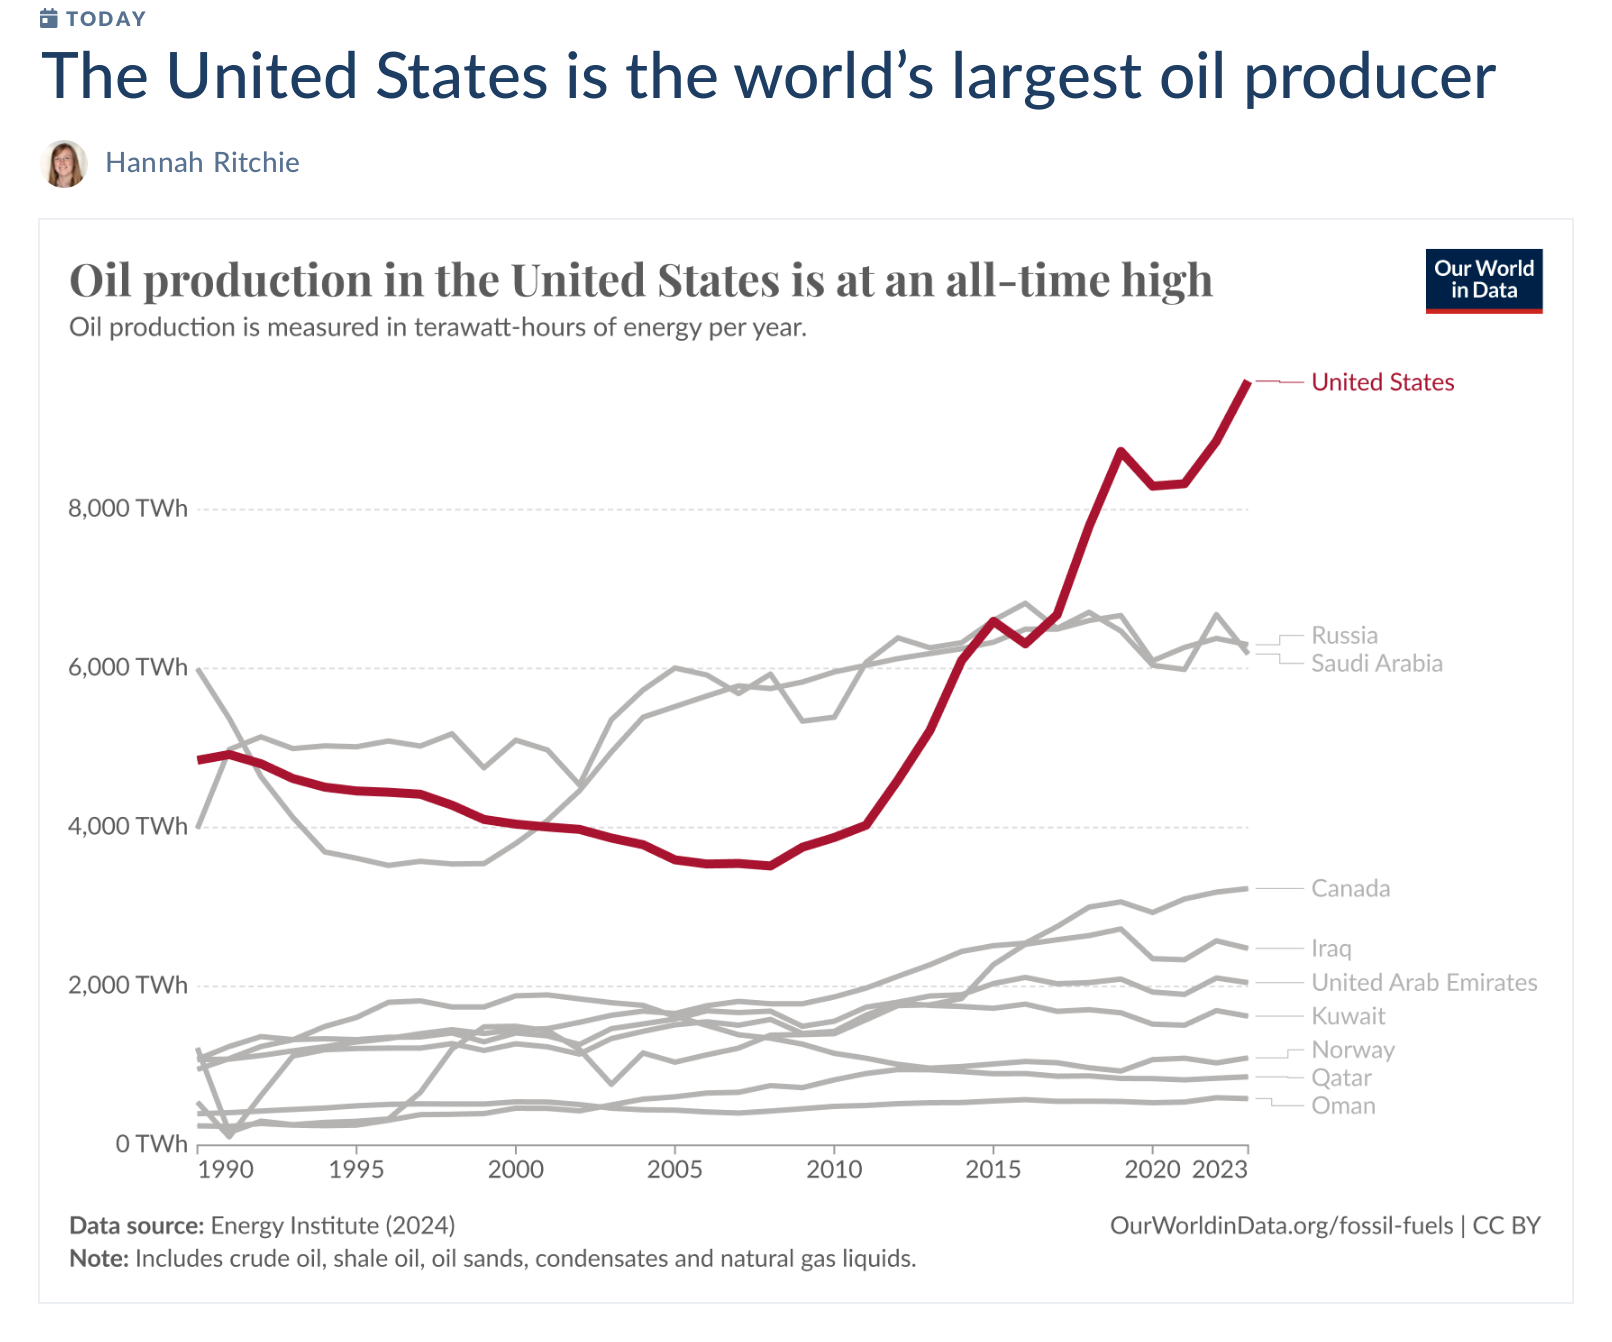 TODAY
The United States is the world’s largest oil producer
Hannah Ritchie
Oil production in the United States is at an all-time high
Oil production is measured in terawatt-hours of energy per year.
Our World
in Data
United States
8,000 TWh
Russia
6,000 TWh
Saudi Arabia
4,000 TWh
Canada
Iraq
2,000 TWh
United Arab Emirates
Kuwait
Norway
Qatar
Oman
0 TWh
1990 1995 2000 2005 2010 2015 2020 2023
Data source: Energy Institute (2024)
OurWorldinData.org/fossil-fuels | CC BY
Note: Includes crude oil, shale oil, oil sands, condensates and natural gas liquids.